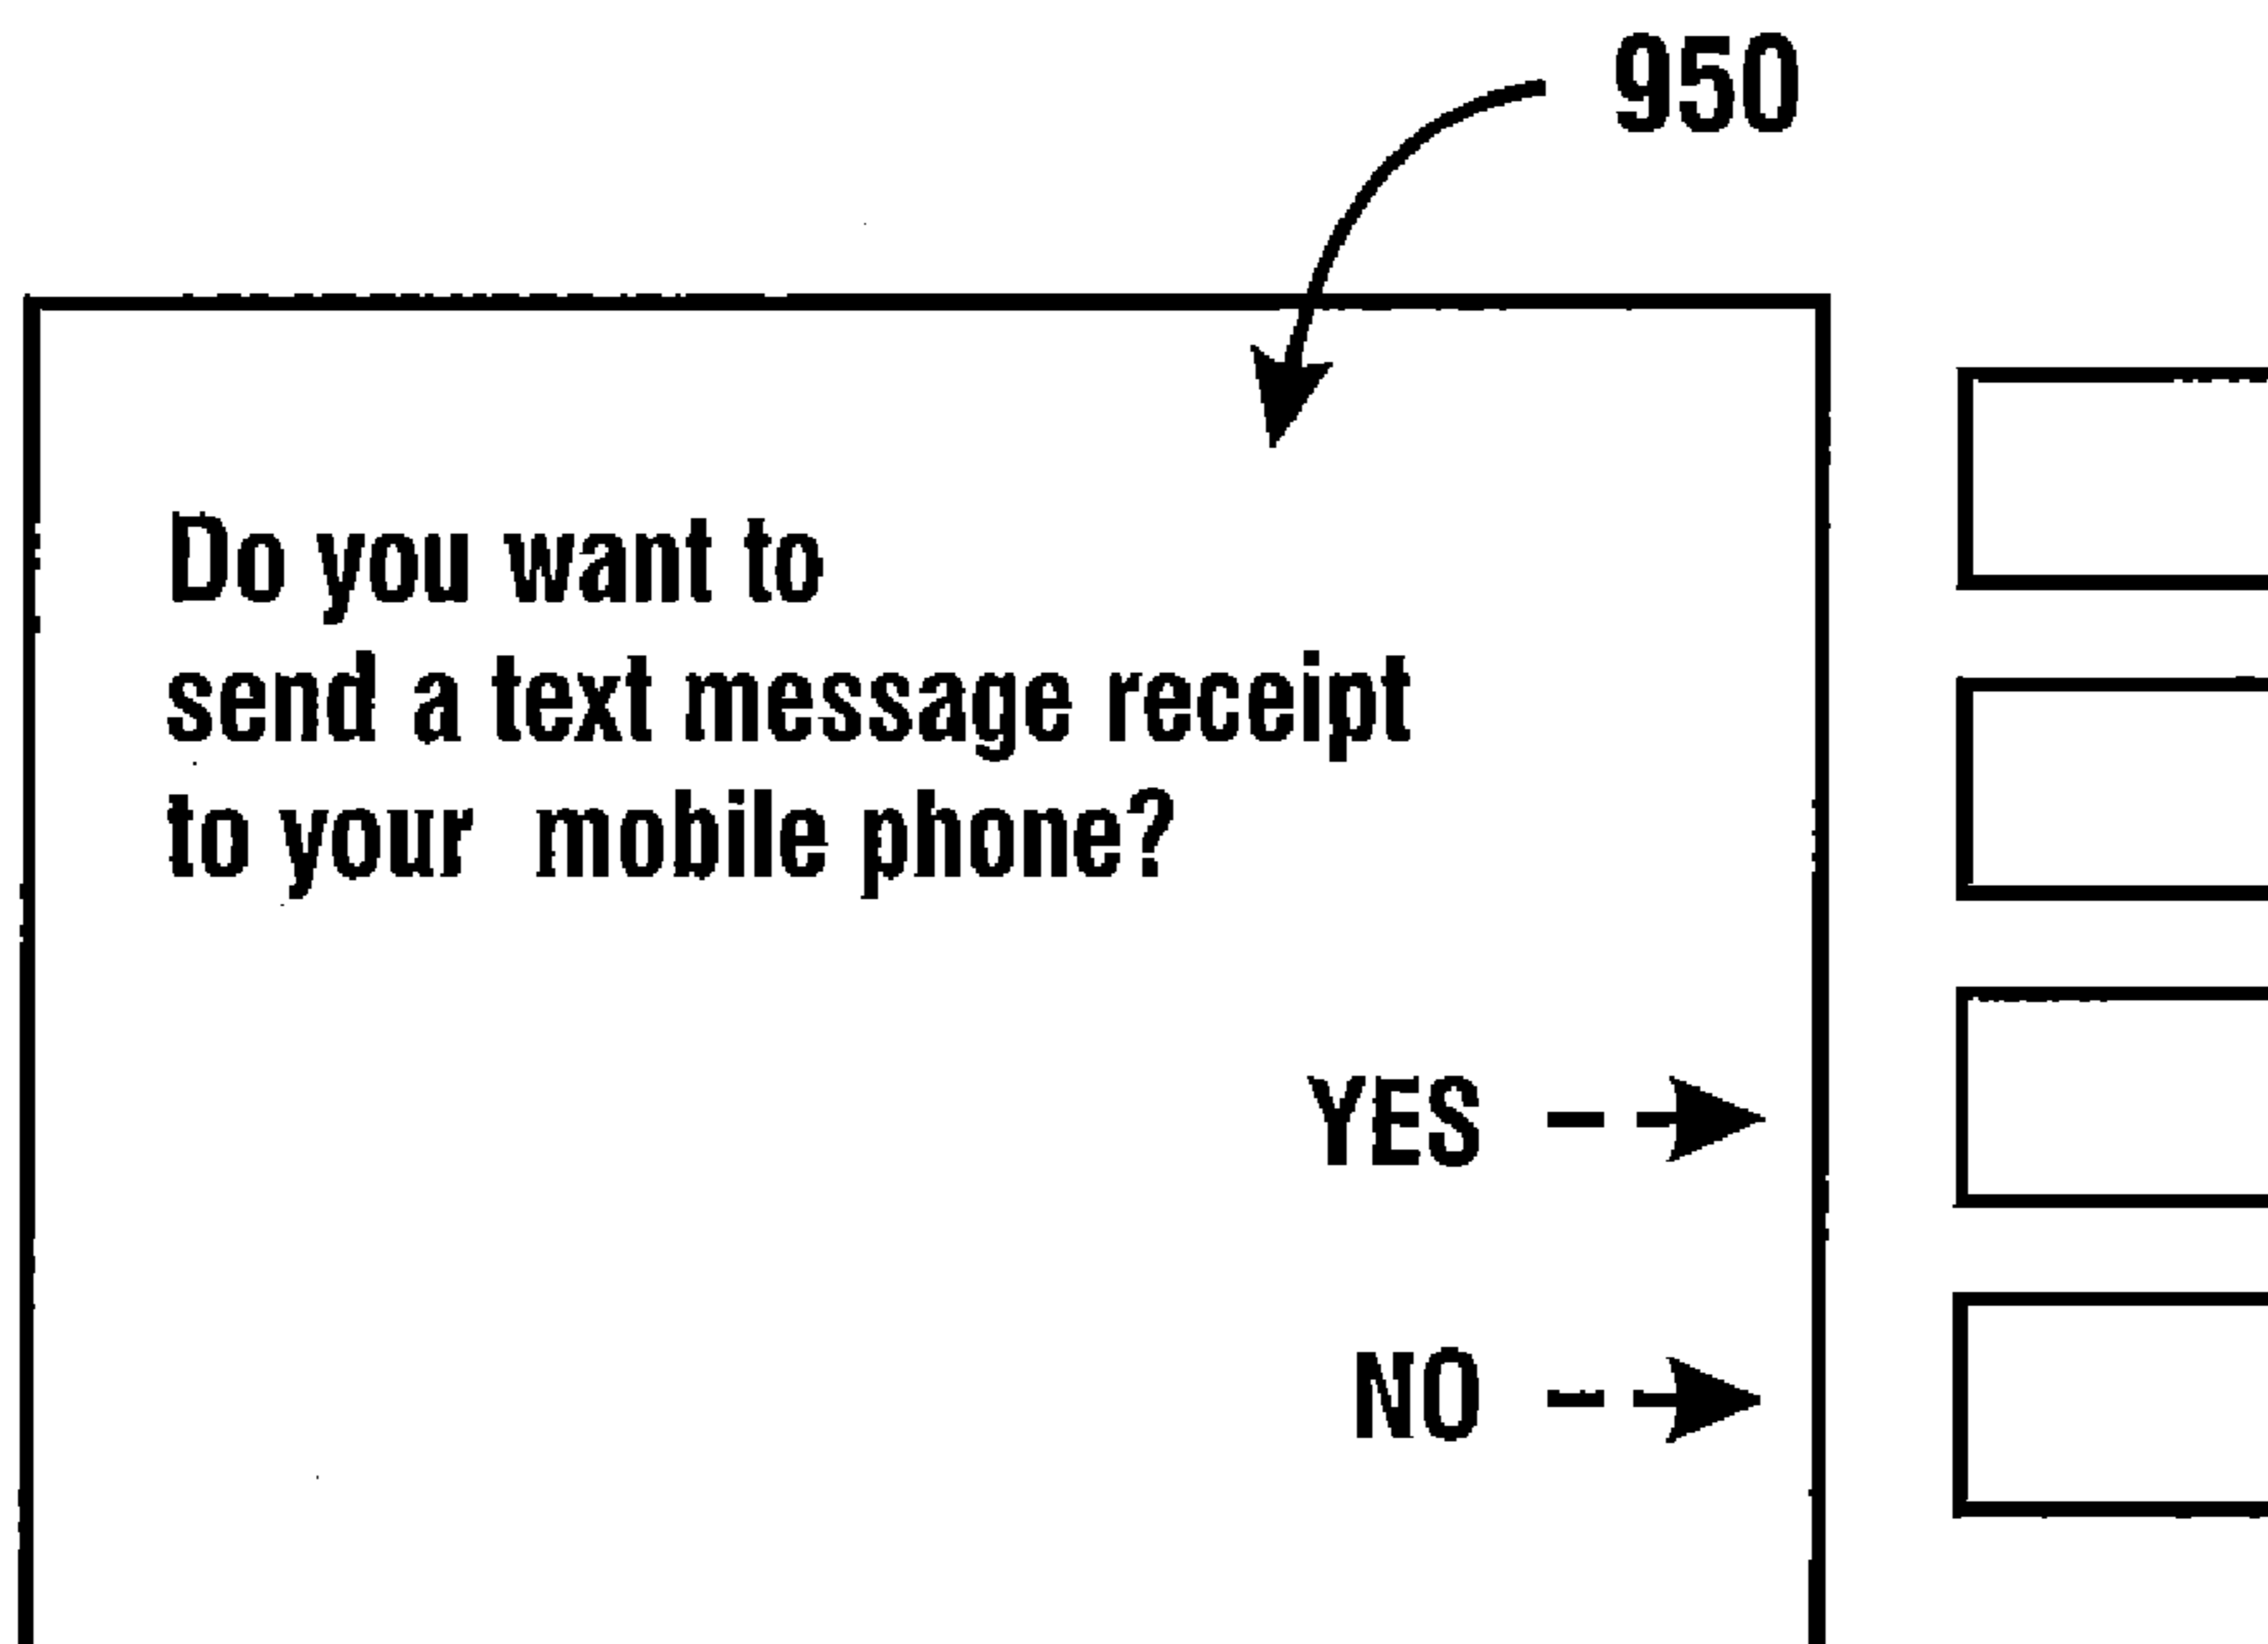 950
Do you want to
send a text message receipt
to your mobile phone?
YES
NO